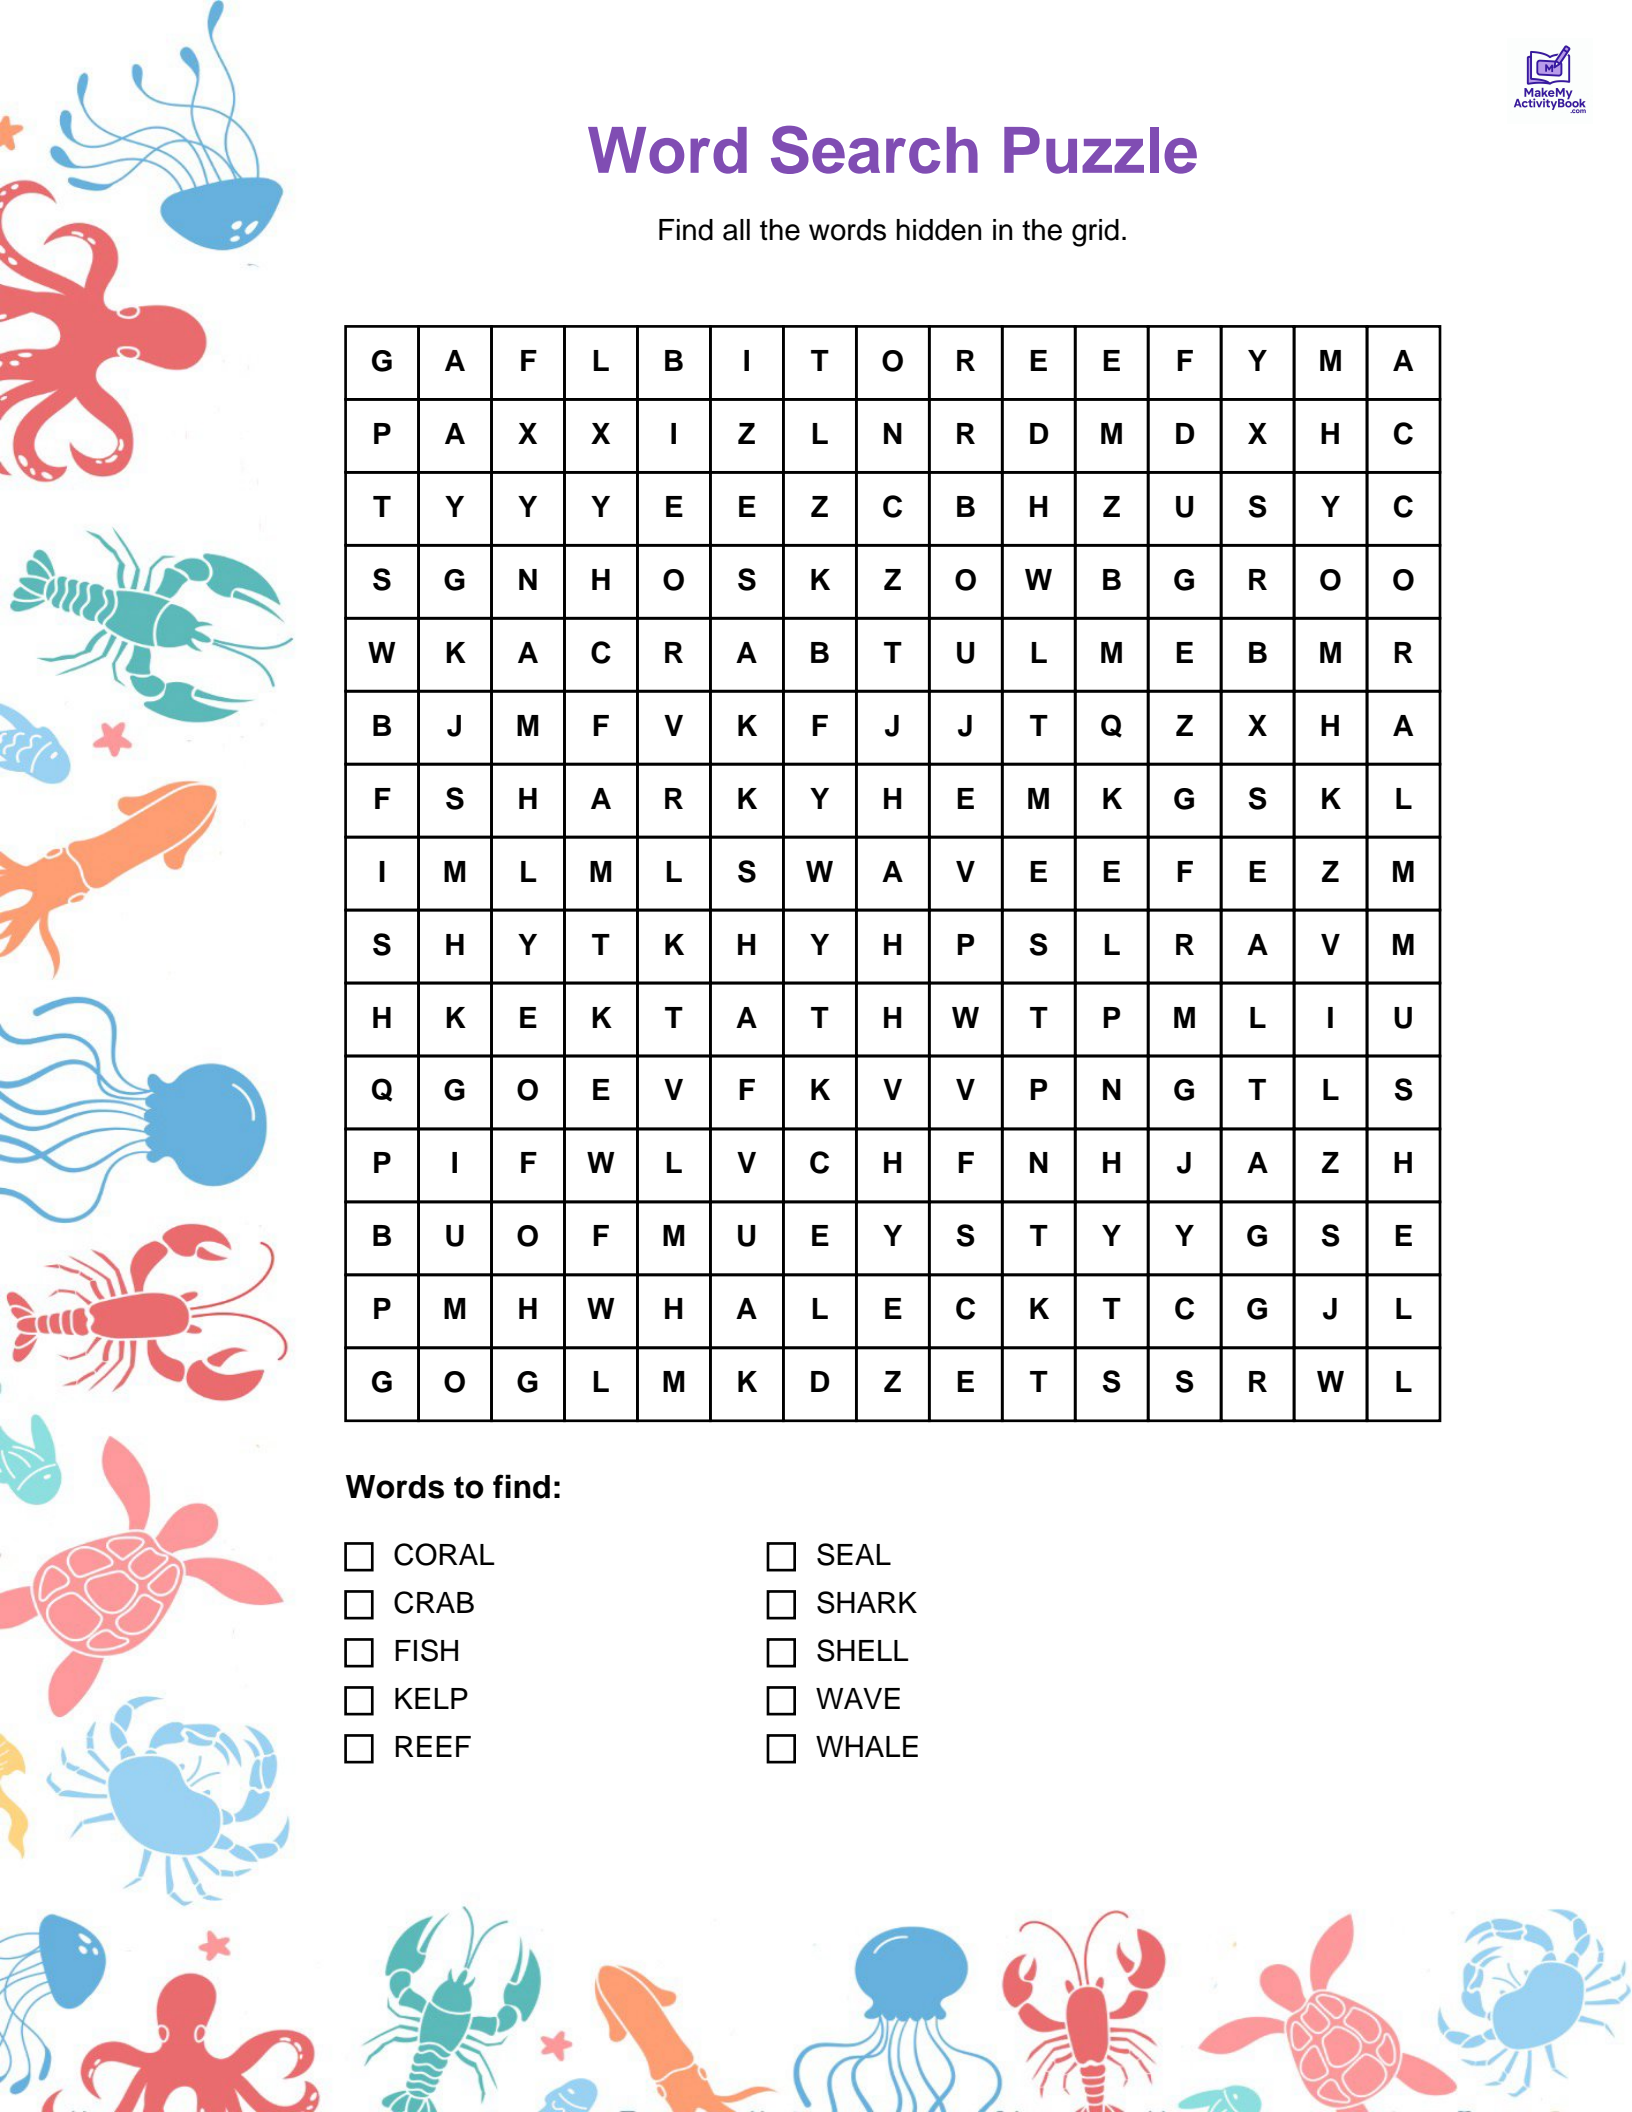 MakeMy
ActivityBook
.com
Word Search Puzzle
Find all the words hidden in the grid.
G A F L B I T O R E E F Y M A
P A X X I Z L N R D M D X H C
T Y Y Y E E Z C B H Z U S Y C
S G N H O S K Z O W B G R O O
W K A C R A B T U L M E B M R
B J M F V K F J J T Q Z X H A
F S H A R K Y H E M K G S K L
I M L M L S W A V E E F E Z M
S H Y T K H Y H P S L R A V M
H K E K T A T H W T P M L I U
Q G O E V F K V V P N G T L S
P I F W L V C H F N H J A Z H
B U O F M U E Y S T Y Y G S E
P M H W H A L E C K T C G J L
G O G L M K D Z E T S S R W L
Words to find:
CORAL SEAL
CRAB SHARK
FISH SHELL
KELP WAVE
REEF WHALE